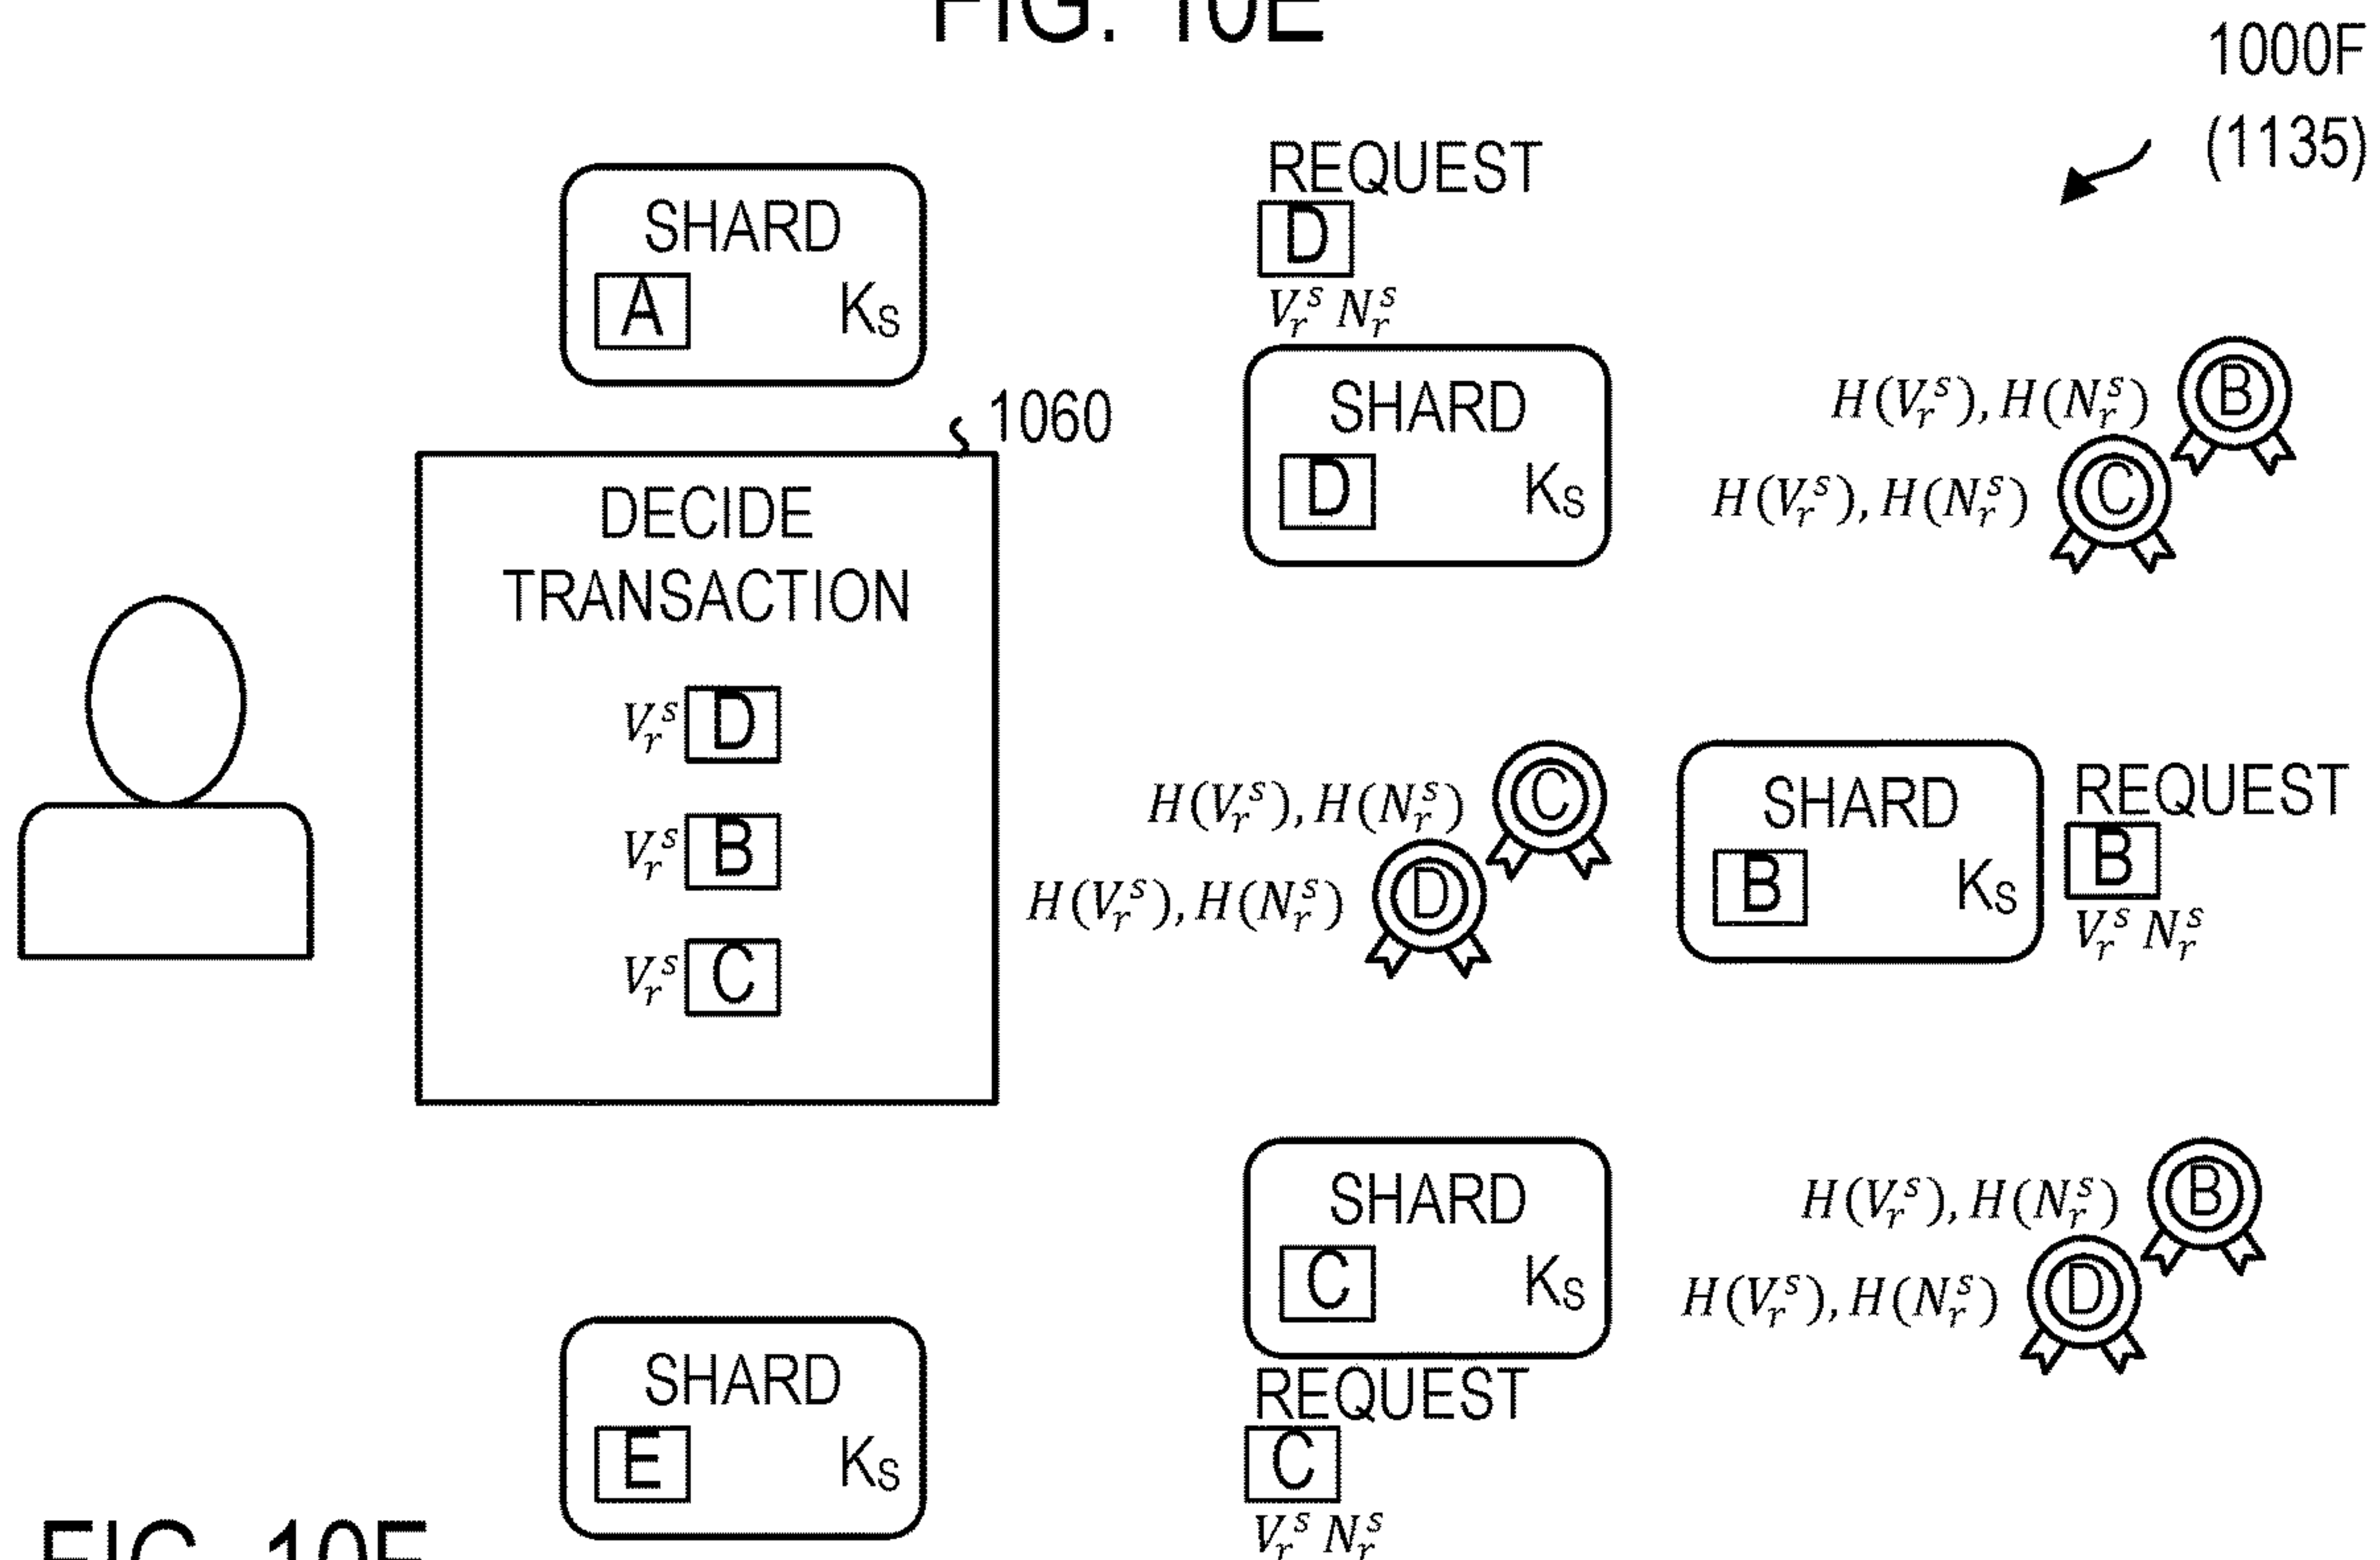 FIG. 10E
1000F
(1135)
SHARD
A K_S
REQUEST
D
V_r^s N_r^s
SHARD
D K_S
H(V_r^s), H(N_r^s) B
H(V_r^s), H(N_r^s) C
1060
DECIDE
TRANSACTION
V_r^s D
V_r^s B
V_r^s C
H(V_r^s), H(N_r^s) C
H(V_r^s), H(N_r^s) D
SHARD
B K_S
REQUEST
B
V_r^s N_r^s
SHARD
C K_S
H(V_r^s), H(N_r^s) B
H(V_r^s), H(N_r^s) D
REQUEST
C
V_r^s N_r^s
SHARD
E K_S
FIG. 10F